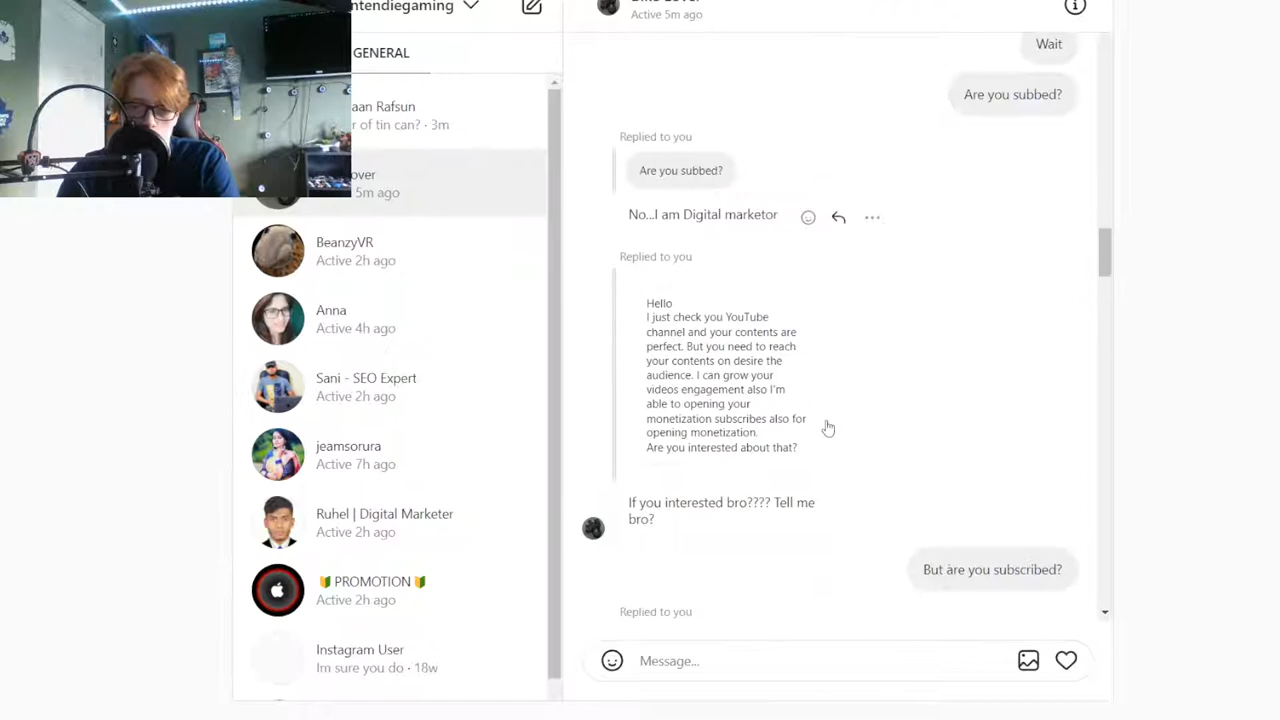 ntendiegaming
GENERAL
aan Rafsun
r of tin can? · 3m
over
5m ago
BeanzyVR
Active 2h ago
Anna
Active 4h ago
Sani - SEO Expert
Active 2h ago
jeamsorura
Active 7h ago
Ruhel | Digital Marketer
Active 2h ago
🔰 PROMOTION 🔰
Active 2h ago
Instagram User
Im sure you do · 18w
Active 5m ago
Wait
Are you subbed?
Replied to you
Are you subbed?
No...I am Digital marketor
Replied to you
Hello
I just check you YouTube
channel and your contents are
perfect. But you need to reach
your contents on desire the
audience. I can grow your
videos engagement also I'm
able to opening your
monetization subscribes also for
opening monetization.
Are you interested about that?
If you interested bro???? Tell me
bro?
But are you subscribed?
Replied to you
Message...